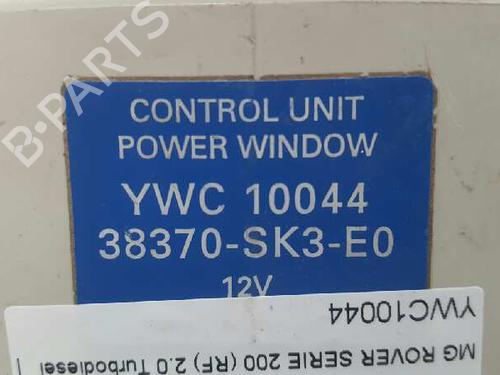 CONTROL UNIT
POWER WINDOW
YWC 10044
38370-SK3-E0
12V
YWC10044
MG ROVER SERIE 200 (RF) 2.0 Turbodiesel
B-PARTS